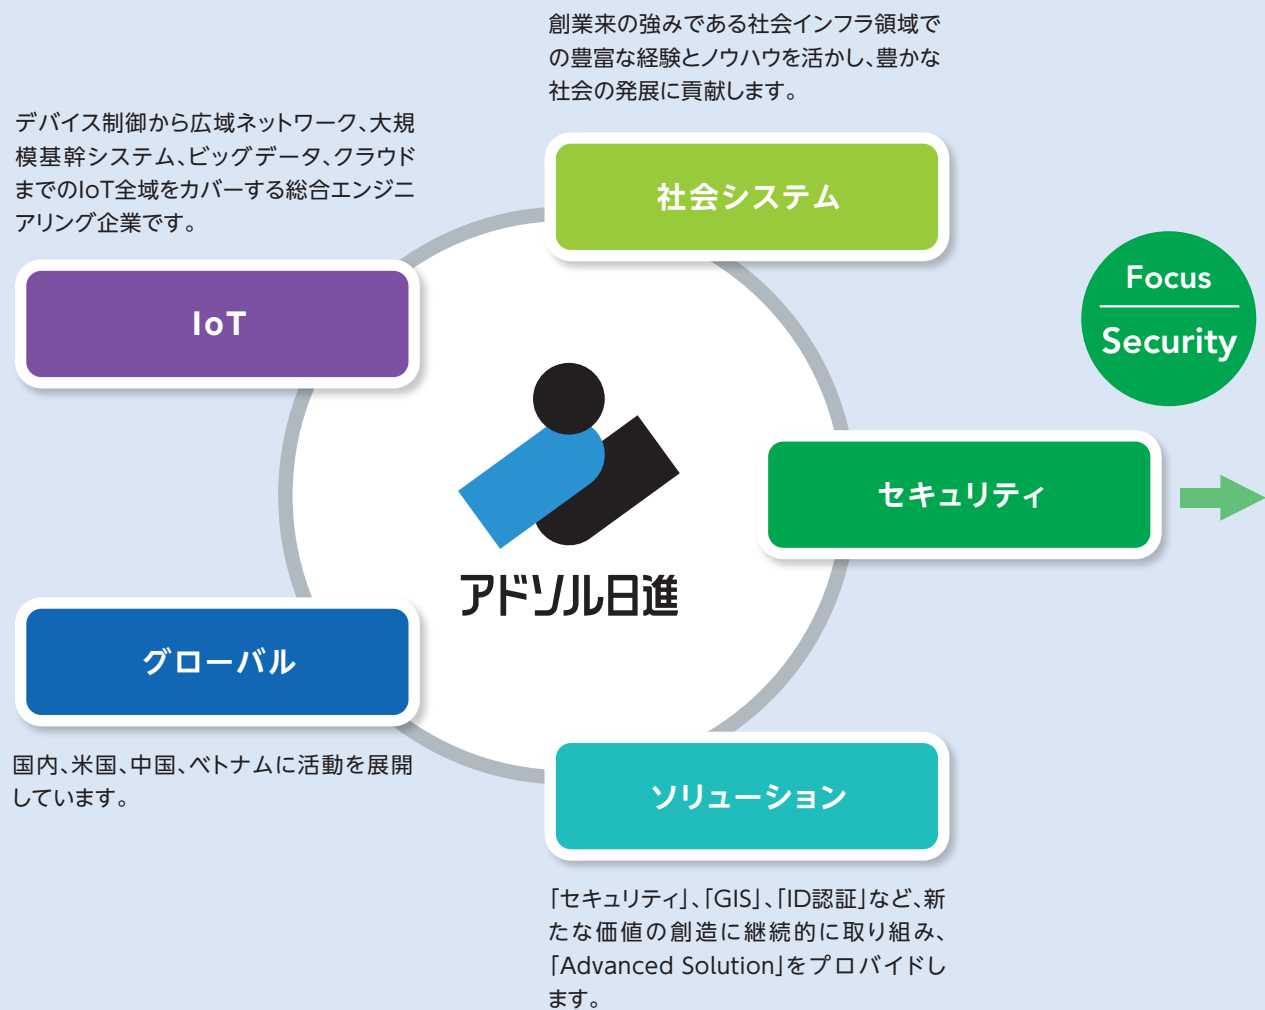 創業来の強みである社会インフラ領域で
の豊富な経験とノウハウを活かし、豊かな
社会の発展に貢献します。
デバイス制御から広域ネットワーク、大規
模基幹システム、ビッグデータ、クラウド
までのIoT全域をカバーする総合エンジニ
アリング企業です。
社会システム
IoT
Focus
Security
セキュリティ
アドソル日進
グローバル
国内、米国、中国、ベトナムに活動を展開
しています。
ソリューション
「セキュリティ」、「GIS」、「ID認証」など、新
たな価値の創造に継続的に取り組み、
「Advanced Solution」をプロバイドし
ます。